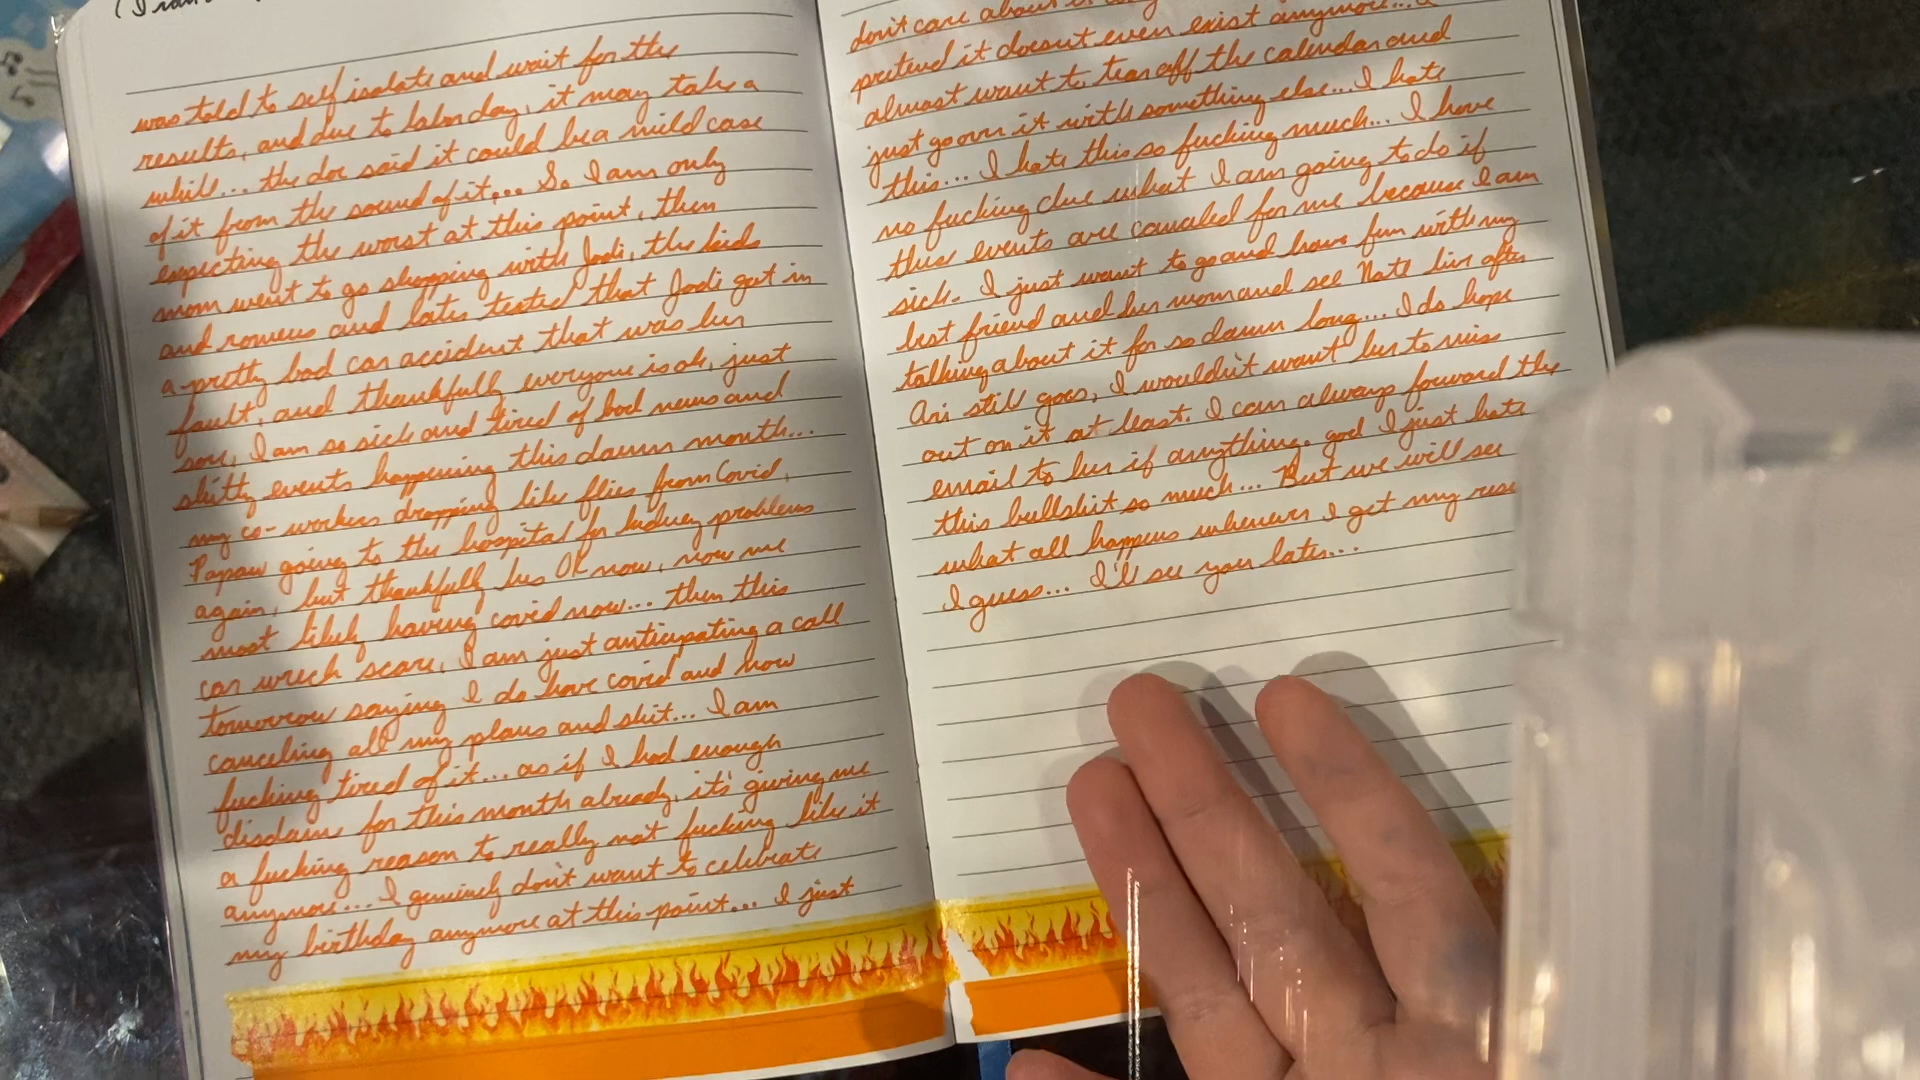 was told to self isolate and wait for the
results, and due to labor day, it may take a
while... the doc said it could be a mild case
of it from the sound of it... So I am only
expecting the worst at this point, then
mom went to go shopping with Jodi, the kids
and romeus and later texted that Jodi got in
a pretty bad car accident that was her
fault, and thankfully everyone is ok, just
sore, I am so sick and tired of bad news and
shitty events happening this damn month...
my co-workers dropping like flies from Covid,
Papaw going to the hospital for kidney problems
again, but thankfully hes OK now, now me
most likely having covid now... then this
car wreck scare, I am just anticipating a call
tomorrow saying I do have covid and now
canceling all my plans and shit... I am
fucking tired of it... as if I had enough
disdain for this month already, it's giving me
a fucking reason to really not fucking like it
anymore... I genuinely don't want to celebrate
my birthday anymore at this point... I just
don't care about it
pretend it doesnt even exist anymore...
almost want to tear off the calendar and
just go over it with something else... I hate
this... I hate this so fucking much... I have
no fucking clue what I am going to do if
these events are canceled for me because I am
sick. I just want to go and have fun with my
best friend and her mom and see Nate live after
talking about it for so damn long... I do hope
Ari still goes, I wouldn't want her to miss
out on it at least. I can always forward the
email to her if anything. god I just hate
this bullshit so much... But we will see
what all happens whenever I get my
I guess... I'll see you later...